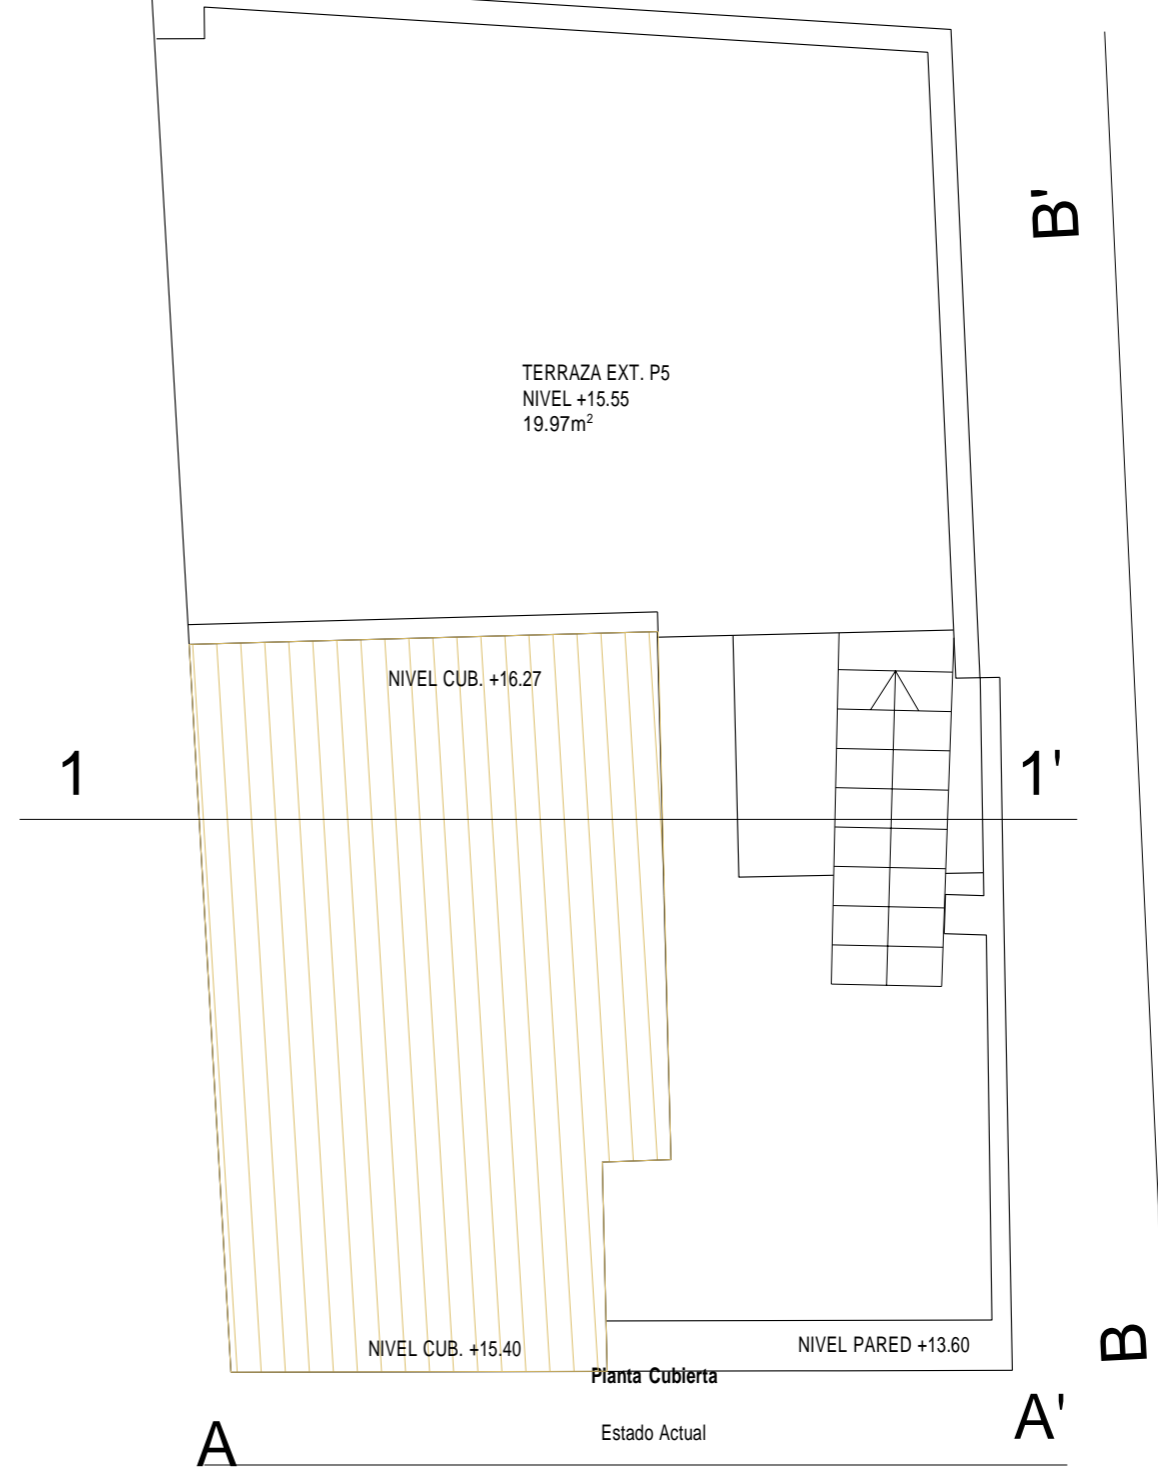 B'
TERRAZA EXT. P5
NIVEL +15.55
19.97m²
NIVEL CUB. +16.27
1
1'
NIVEL CUB. +15.40
NIVEL PARED +13.60
B
Planta Cubierta
A'
Estado Actual
A